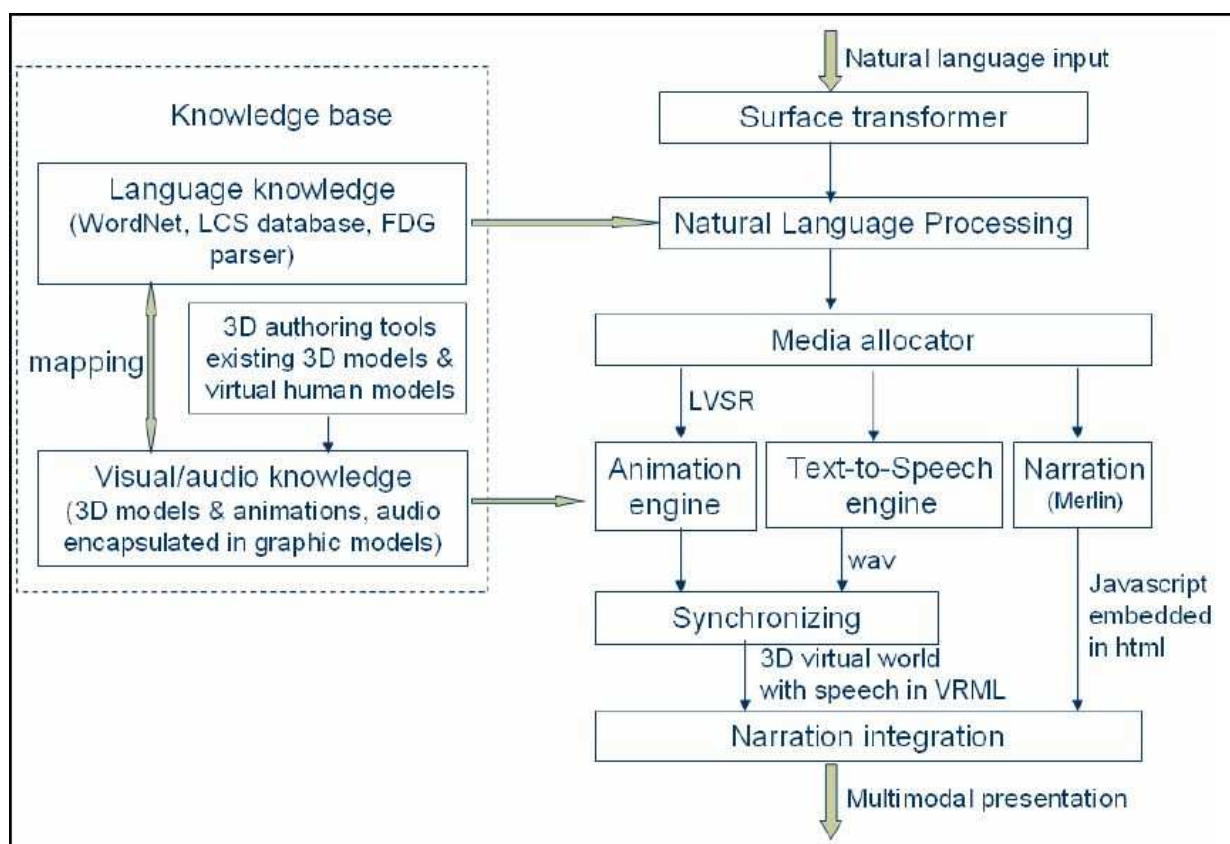 Natural language input
Surface transformer
Knowledge base
Language knowledge
(WordNet, LCS database, FDG
parser)
Natural Language Processing
mapping
3D authoring tools
existing 3D models &
virtual human models
Media allocator
LVSR
Visual/audio knowledge
(3D models & animations, audio
encapsulated in graphic models)
Animation
engine
Text-to-Speech
engine
Narration
(Merlin)
wav
Javascript
embedded
in html
Synchronizing
3D virtual world
with speech in VRML
Narration integration
Multimodal presentation